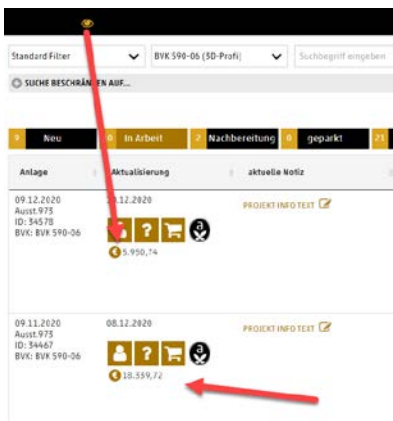 Standard Filter
BVK 590-06 (3D-Profi)
Suchbegriff eingeben
SUCHE BESCHRÄNKEN AUF...
9 Neu
In Arbeit
2 Nachbereitung
0 geparkt
21
Anlage
Aktualisierung
aktuelle Notiz
09.12.2020
Ausst.973
ID: 34578
BVK: BVK 590-06
.12.2020
PROJEKT INFO TEXT
?
a
€ 5.950,74
09.11.2020
Ausst.973
ID: 34467
BVK: BVK 590-06
08.12.2020
PROJEKT INFO TEXT
?
a
€ 18.339,72